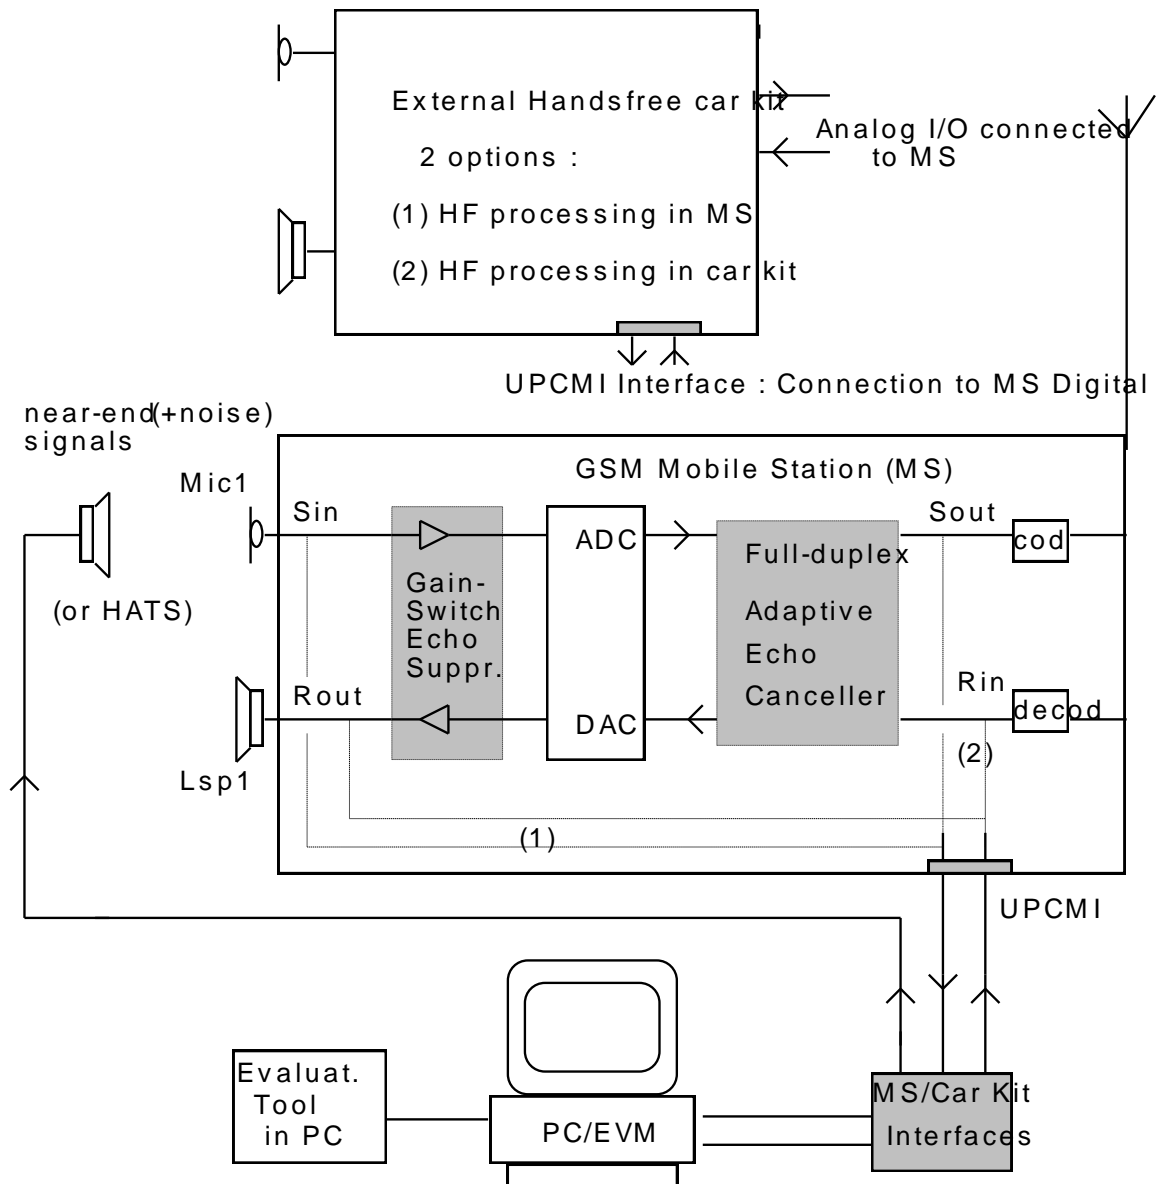 External Handsfree car kit
Analog I/O connected
to MS
2 options :
(1) HF processing in MS
(2) HF processing in car kit
UPCMI Interface : Connection to MS Digital
near-end(+noise)
signals
GSM Mobile Station (MS)
Mic1
Sin
Sout
ADC
cod
Full-duplex
Gain-
Switch
Echo
Suppr.
(or HATS)
Adaptive
Echo
Canceller
Rin
Rout
DAC
decod
(2)
Lsp1
(1)
UPCMI
Evaluat.
Tool
in PC
PC/EVM
MS/Car Kit
Interfaces